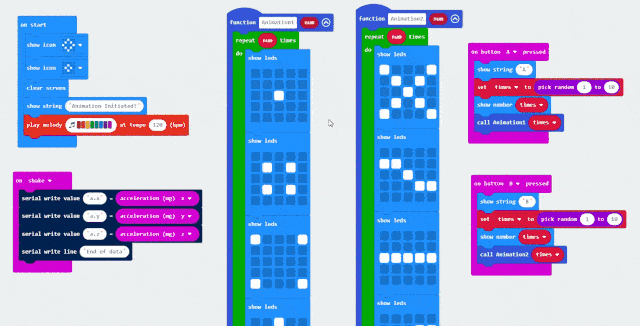 on start
show icon
show icon
clear screen
show string "Animation Initiated!"
play melody at tempo 120 (bpm)
on shake
serial write value "a.x" = acceleration (mg) x
serial write value "a.y" = acceleration (mg) y
serial write value "a.z" = acceleration (mg) z
serial write line "End of data"
function Animation1 num
repeat num times
do
show leds
show leds
show leds
show leds
function Animation2 num
repeat num times
do
show leds
show leds
show leds
show leds
on button A pressed
show string "A"
set times to pick random 1 to 10
show number times
call Animation1 times
on button B pressed
show string "B"
set times to pick random 1 to 10
show number times
call Animation2 times